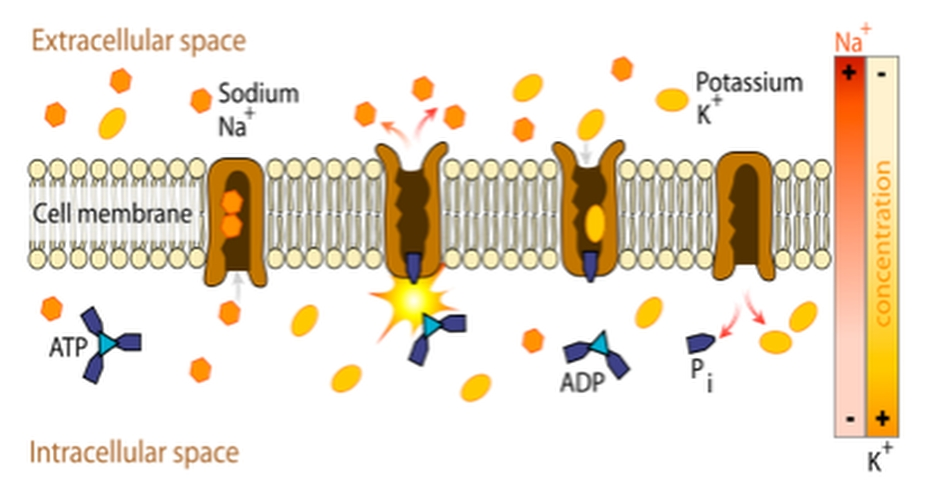 Extracellular space
Na+
+ -
Sodium
Na+
Potassium
K+
Cell membrane
concentration
ATP
ADP
Pi
- +
Intracellular space
K+